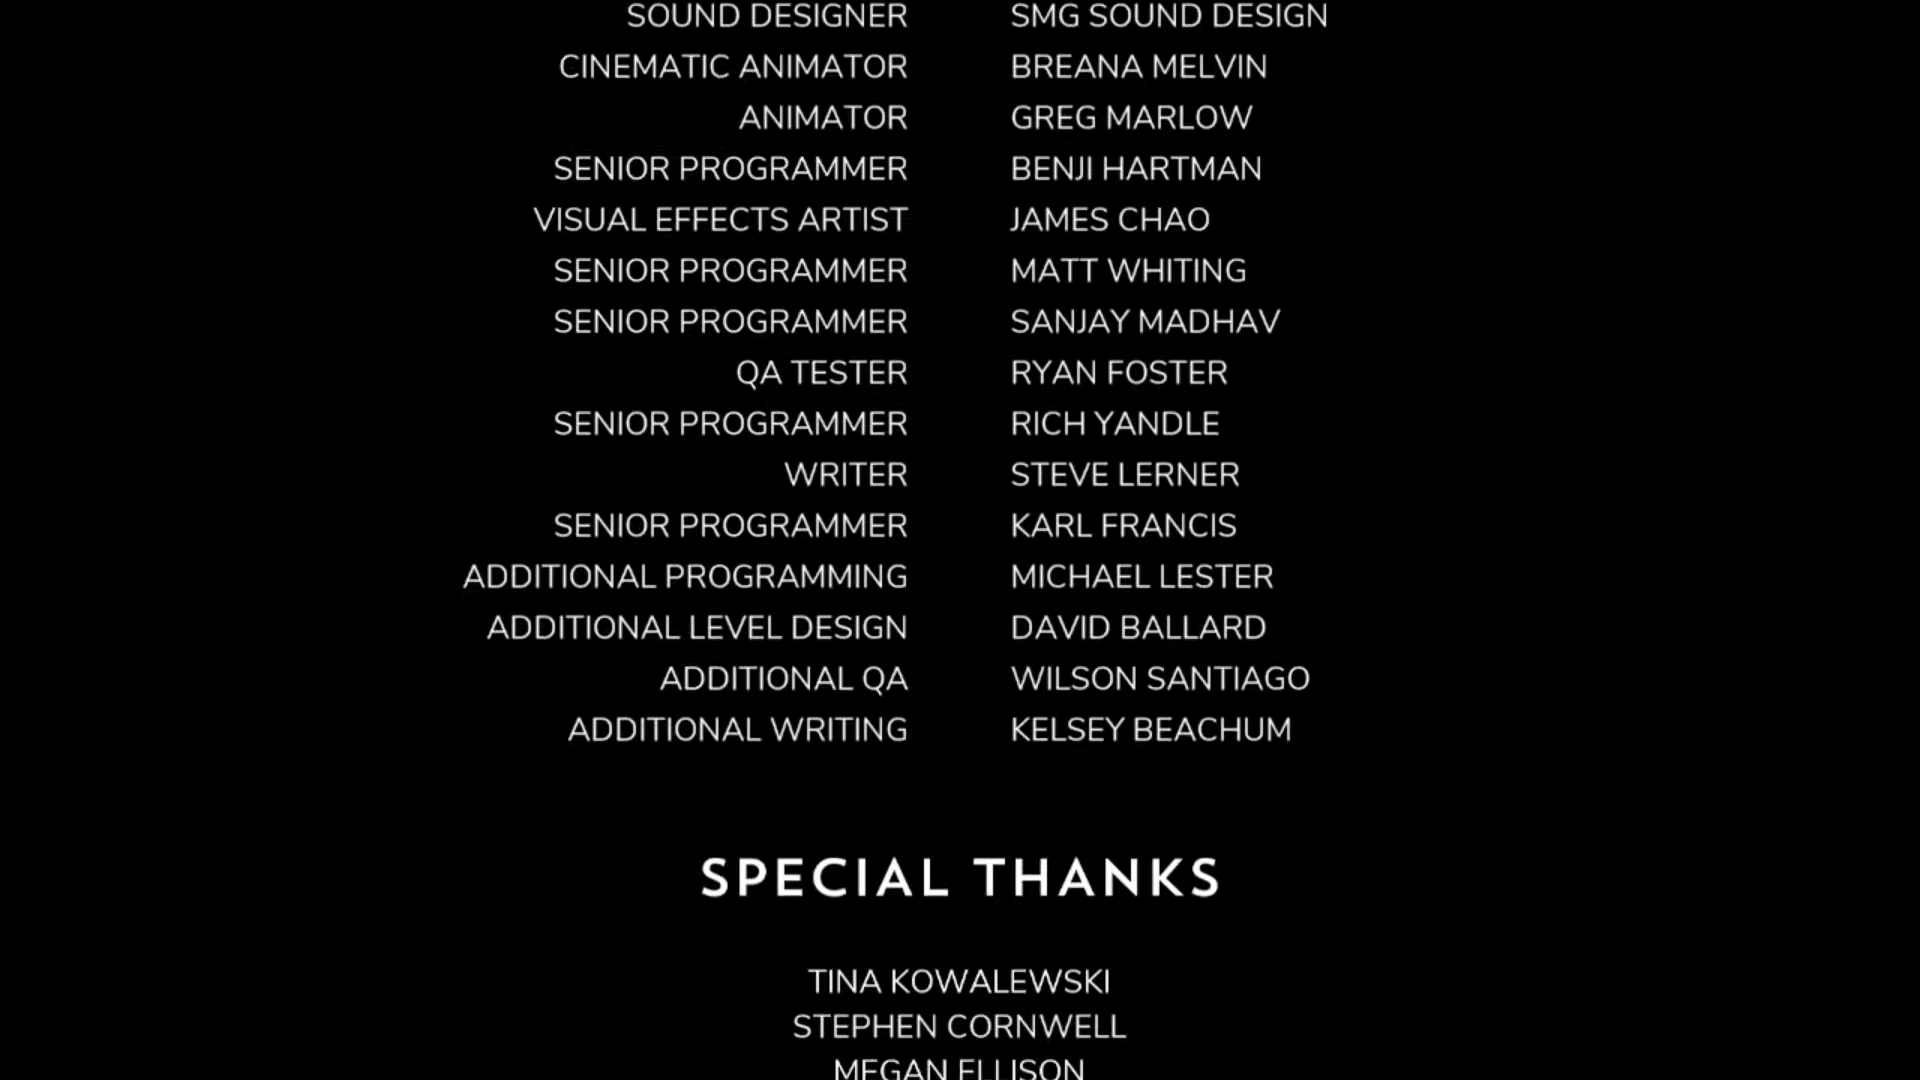 SOUND DESIGNER SMG SOUND DESIGN
CINEMATIC ANIMATOR BREANA MELVIN
ANIMATOR GREG MARLOW
SENIOR PROGRAMMER BENJI HARTMAN
VISUAL EFFECTS ARTIST JAMES CHAO
SENIOR PROGRAMMER MATT WHITING
SENIOR PROGRAMMER SANJAY MADHAV
QA TESTER RYAN FOSTER
SENIOR PROGRAMMER RICH YANDLE
WRITER STEVE LERNER
SENIOR PROGRAMMER KARL FRANCIS
ADDITIONAL PROGRAMMING MICHAEL LESTER
ADDITIONAL LEVEL DESIGN DAVID BALLARD
ADDITIONAL QA WILSON SANTIAGO
ADDITIONAL WRITING KELSEY BEACHUM
SPECIAL THANKS
TINA KOWALEWSKI
STEPHEN CORNWELL
MEGAN ELLISON